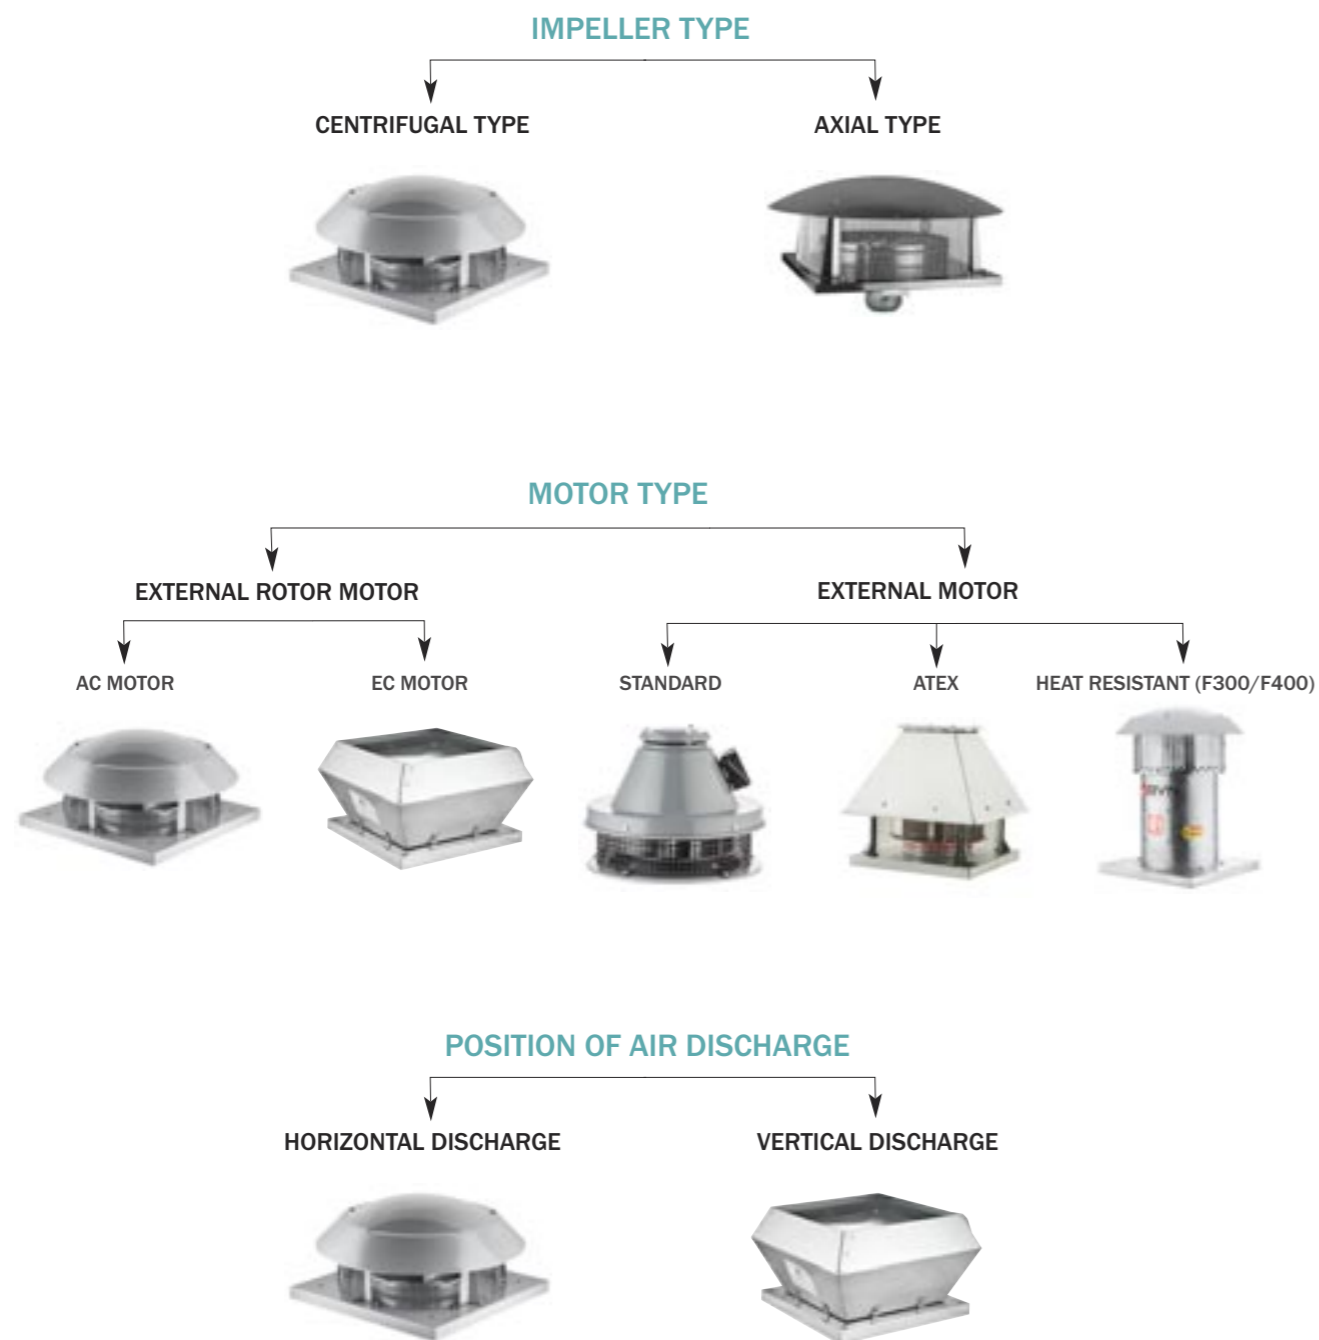 IMPELLER TYPE
CENTRIFUGAL TYPE
AXIAL TYPE
MOTOR TYPE
EXTERNAL ROTOR MOTOR
EXTERNAL MOTOR
AC MOTOR
EC MOTOR
STANDARD
ATEX
HEAT RESISTANT (F300/F400)
POSITION OF AIR DISCHARGE
HORIZONTAL DISCHARGE
VERTICAL DISCHARGE